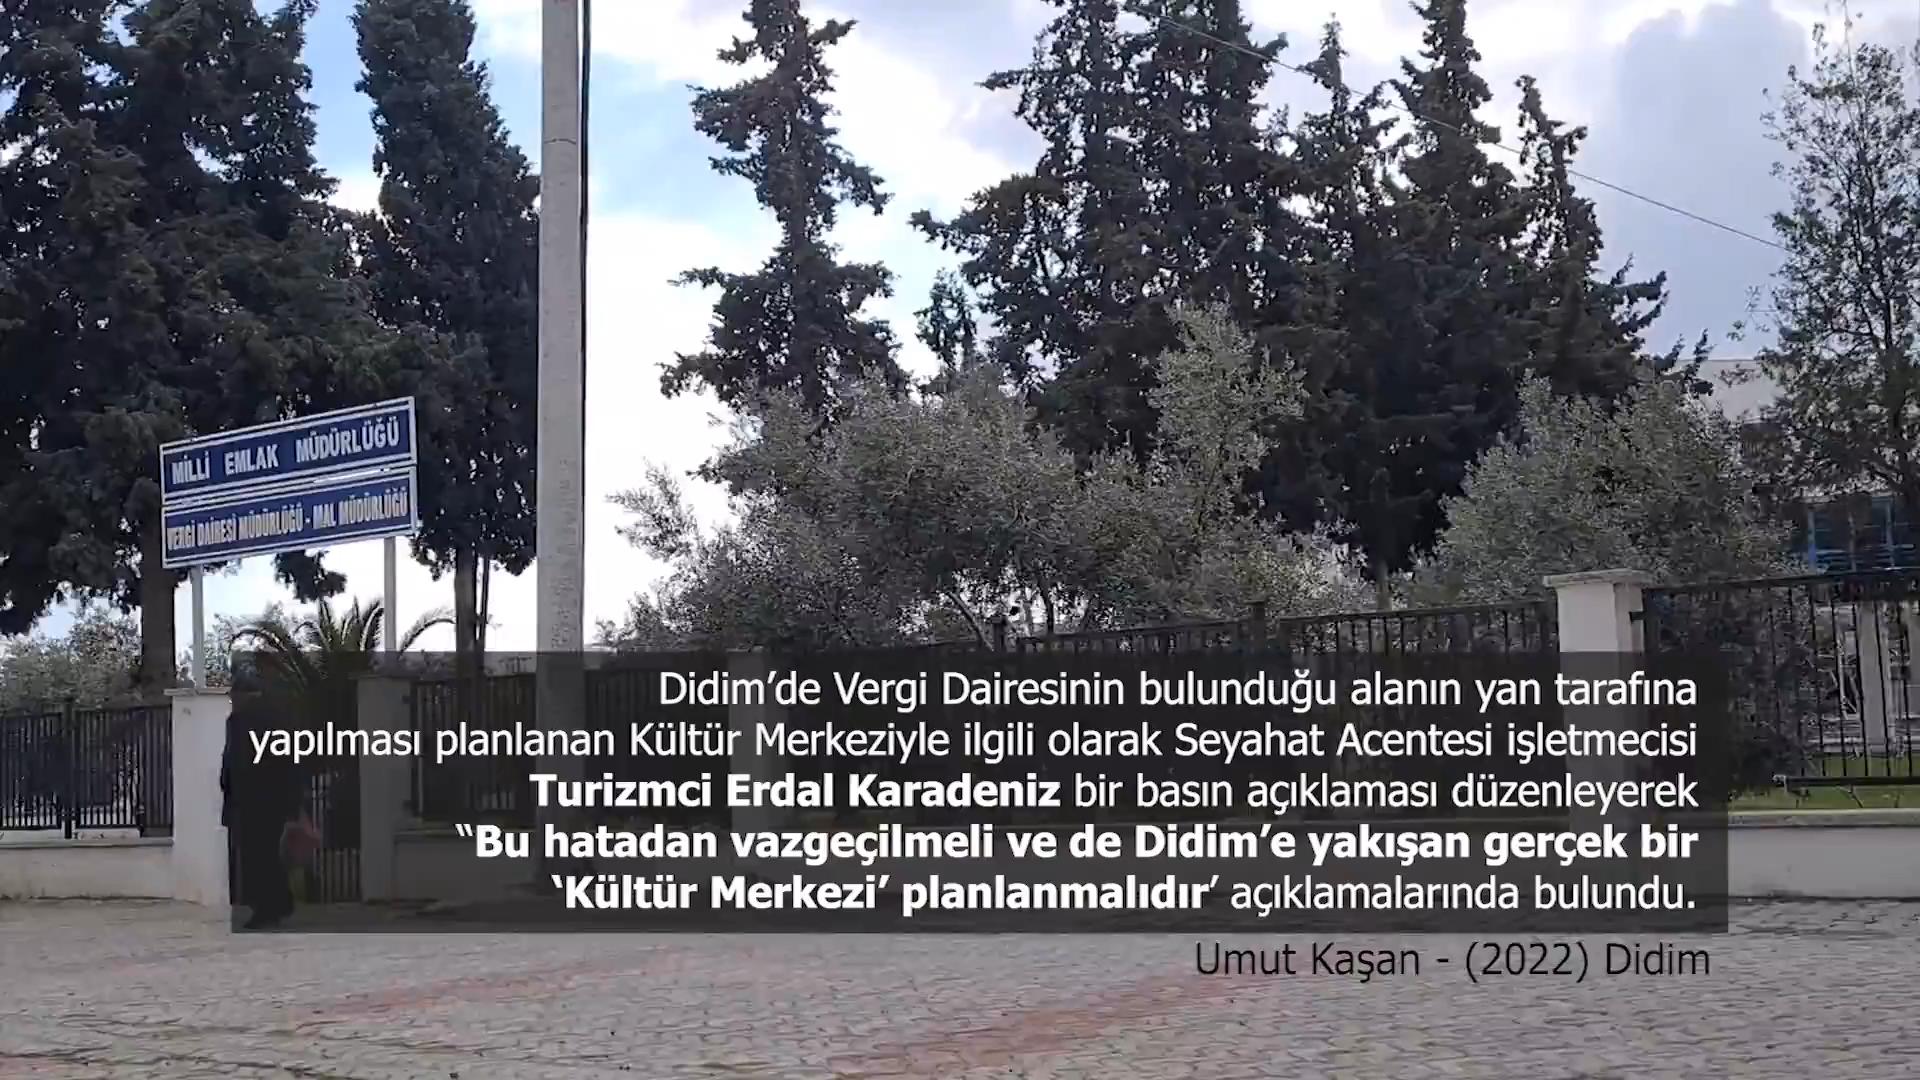 MİLLİ EMLAK MÜDÜRLÜĞÜ
VERGİ DAİRESİ MÜDÜRLÜĞÜ - MAL MÜDÜRLÜĞÜ
Didim’de Vergi Dairesinin bulunduğu alanın yan tarafına
yapılması planlanan Kültür Merkeziyle ilgili olarak Seyahat Acentesi işletmecisi
Turizmci Erdal Karadeniz bir basın açıklaması düzenleyerek
“Bu hatadan vazgeçilmeli ve de Didim’e yakışan gerçek bir
‘Kültür Merkezi’ planlanmalıdır’ açıklamalarında bulundu.
Umut Kaşan - (2022) Didim